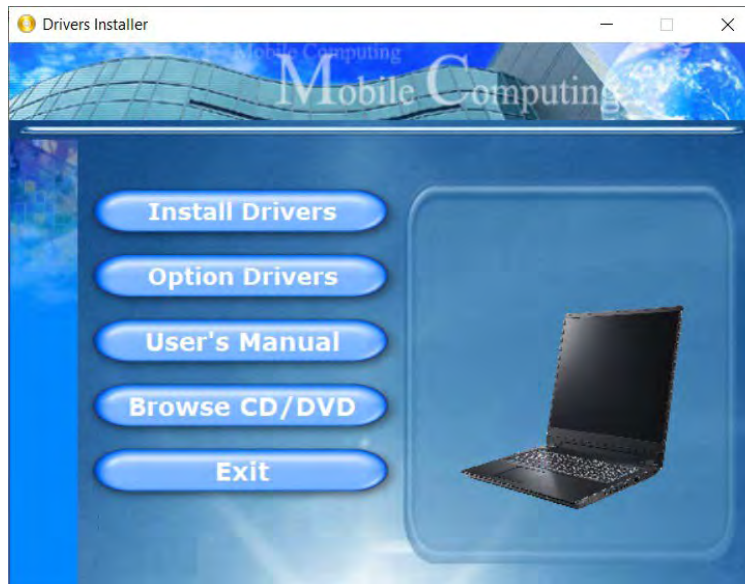 Drivers Installer
Mobile Computing
Mobile Computing
Install Drivers
Option Drivers
User's Manual
Browse CD/DVD
Exit